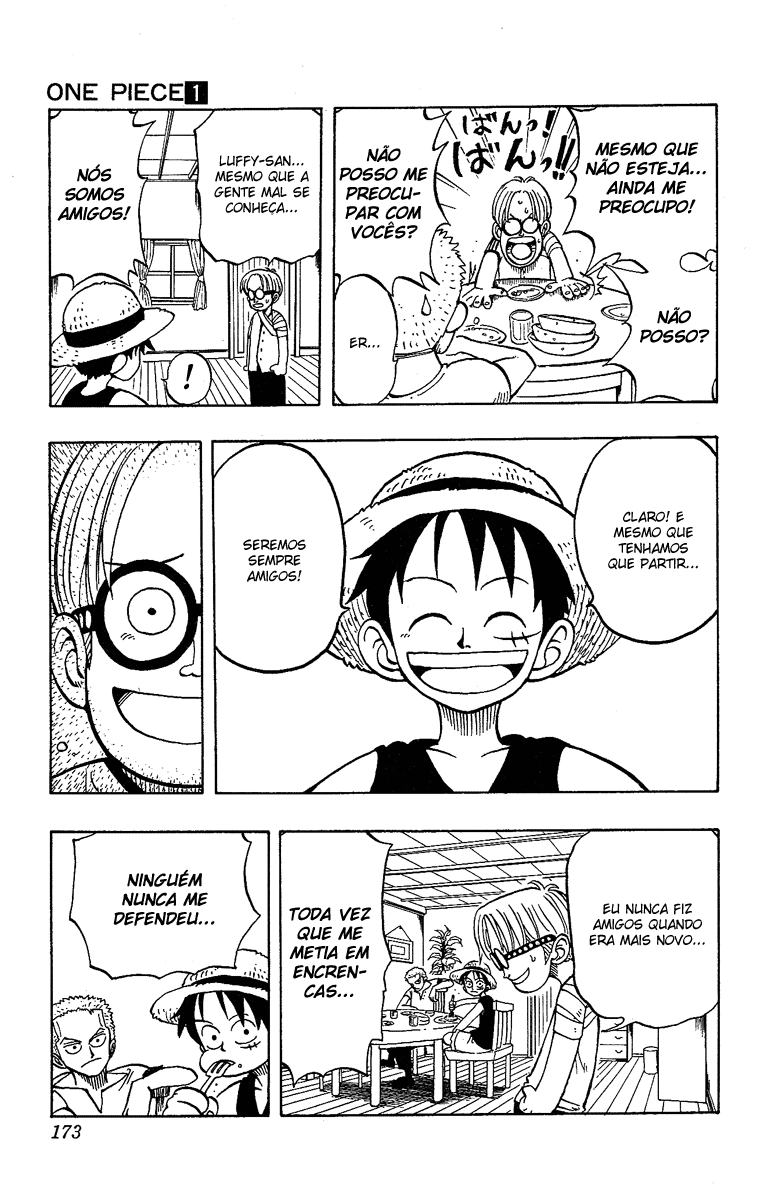 ONE PIECE 1
MESMO QUE
NÃO ESTEJA...
AINDA ME
PREOCUPO!
ばんっ!
ばんっ!!
NÃO
POSSO ME
PREOCU-
PAR COM
VOCÊS?
NÃO
POSSO?
ER...
LUFFY-SAN...
MESMO QUE A
GENTE MAL SE
CONHEÇA...
NÓS
SOMOS
AMIGOS!
!
CLARO! E
MESMO QUE
TENHAMOS
QUE PARTIR...
SEREMOS
SEMPRE
AMIGOS!
EU NUNCA FIZ
AMIGOS QUANDO
ERA MAIS NOVO...
TODA VEZ
QUE ME
METIA EM
ENCREN-
CAS...
NINGUÉM
NUNCA ME
DEFENDEU...
173